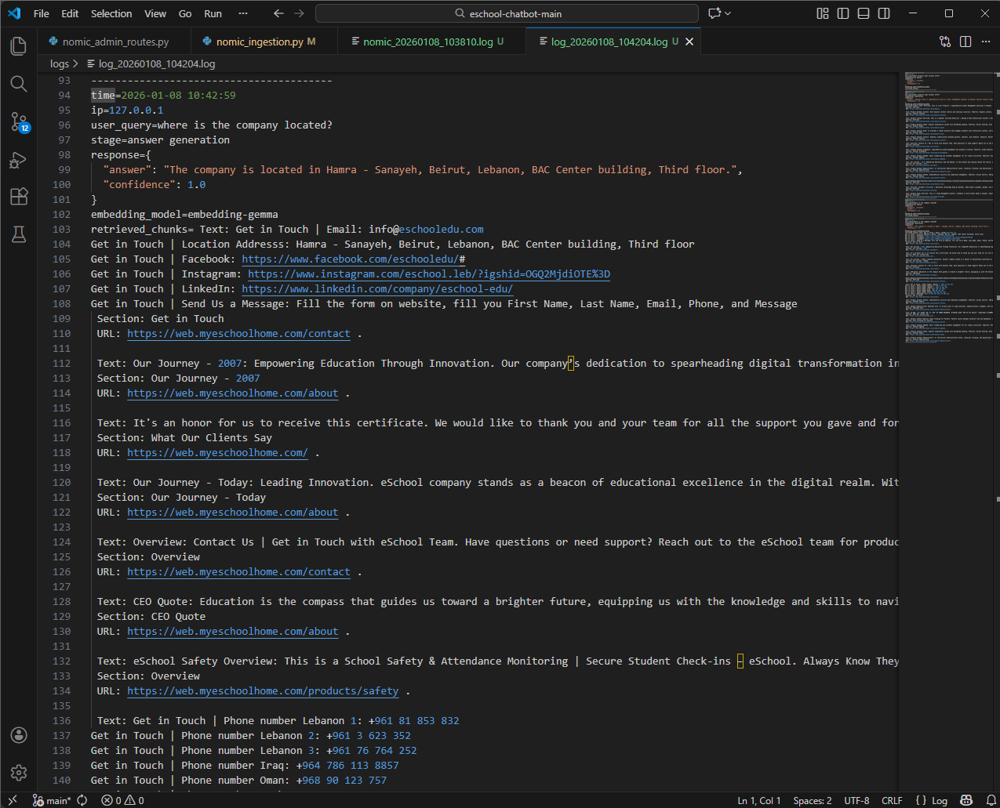 File Edit Selection View Go Run ··· eschool-chatbot-main
nomic_admin_routes.py nomic_ingestion.py M nomic_20260108_103810.log U log_20260108_104204.log U
logs > log_20260108_104204.log
93 ----------------------------------------
94 time=2026-01-08 10:42:59
95 ip=127.0.0.1
96 user_query=where is the company located?
97 stage=answer generation
98 response={
99 "answer": "The company is located in Hamra - Sanayeh, Beirut, Lebanon, BAC Center building, Third floor.",
100 "confidence": 1.0
101 }
102 embedding_model=embedding-gemma
103 retrieved_chunks= Text: Get in Touch | Email: info@eschooledu.com
104 Get in Touch | Location Addresss: Hamra - Sanayeh, Beirut, Lebanon, BAC Center building, Third floor
105 Get in Touch | Facebook: https://www.facebook.com/eschooledu/#
106 Get in Touch | Instagram: https://www.instagram.com/eschool.leb/?igshid=OGQ2MjdiOTE%3D
107 Get in Touch | LinkedIn: https://www.linkedin.com/company/eschool-edu/
108 Get in Touch | Send Us a Message: Fill the form on website, fill you First Name, Last Name, Email, Phone, and Message
109 Section: Get in Touch
110 URL: https://web.myeschoolhome.com/contact .
111
112 Text: Our Journey - 2007: Empowering Education Through Innovation. Our company’s dedication to spearheading digital transformation in
113 Section: Our Journey - 2007
114 URL: https://web.myeschoolhome.com/about .
115
116 Text: It's an honor for us to receive this certificate. We would like to thank you and your team for all the support you gave and for
117 Section: What Our Clients Say
118 URL: https://web.myeschoolhome.com/ .
119
120 Text: Our Journey - Today: Leading Innovation. eSchool company stands as a beacon of educational excellence in the digital realm. Wit
121 Section: Our Journey - Today
122 URL: https://web.myeschoolhome.com/about .
123
124 Text: Overview: Contact Us | Get in Touch with eSchool Team. Have questions or need support? Reach out to the eSchool team for produc
125 Section: Overview
126 URL: https://web.myeschoolhome.com/contact .
127
128 Text: CEO Quote: Education is the compass that guides us toward a brighter future, equipping us with the knowledge and skills to navi
129 Section: CEO Quote
130 URL: https://web.myeschoolhome.com/about .
131
132 Text: eSchool Safety Overview: This is a School Safety & Attendance Monitoring | Secure Student Check-ins – eSchool. Always Know They
133 Section: Overview
134 URL: https://web.myeschoolhome.com/products/safety .
135
136 Text: Get in Touch | Phone number Lebanon 1: +961 81 853 832
137 Get in Touch | Phone number Lebanon 2: +961 3 623 352
138 Get in Touch | Phone number Lebanon 3: +961 76 764 252
139 Get in Touch | Phone number Iraq: +964 786 113 8857
140 Get in Touch | Phone number Oman: +968 90 123 757
12
main* 0 0 Ln 1, Col 1 Spaces: 2 UTF-8 CRLF { } Log